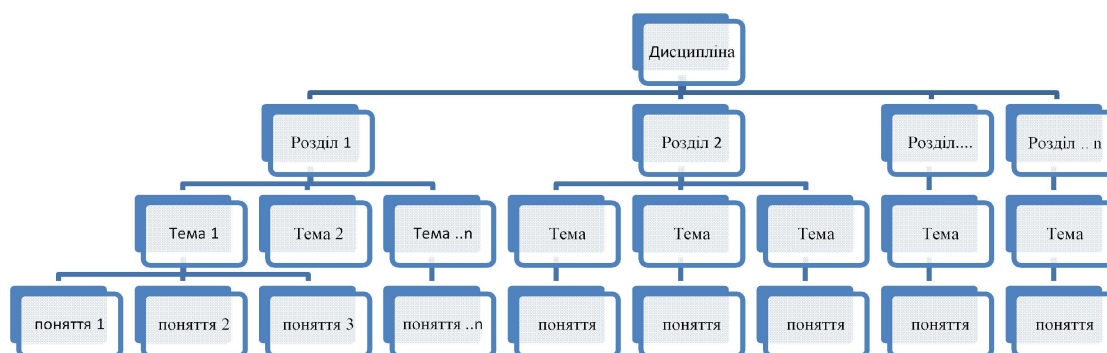 Дисципліна
Розділ 1
Розділ 2
Розділ....
Розділ .. n
Тема 1
Тема 2
Тема ..n
Тема
Тема
Тема
Тема
Тема
поняття 1
поняття 2
поняття 3
поняття ..n
поняття
поняття
поняття
поняття
поняття